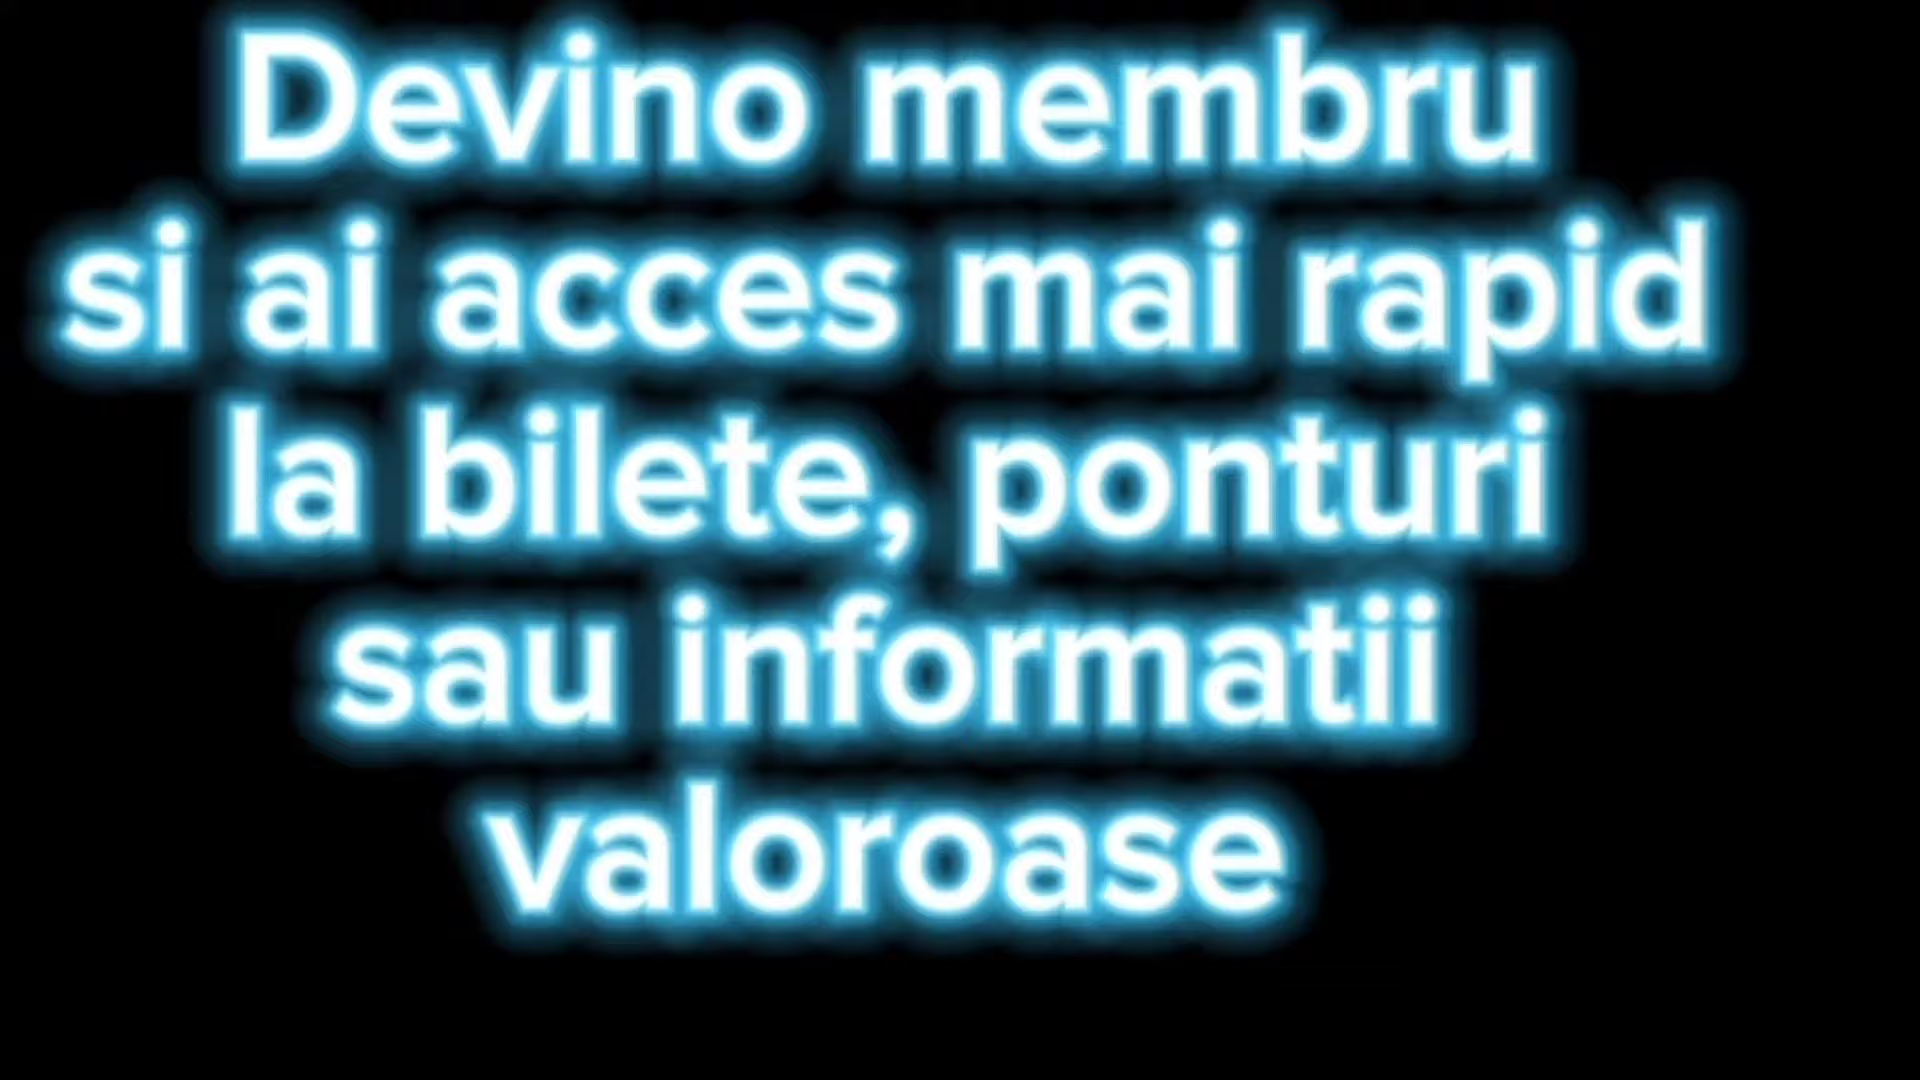 Devino membru
si ai acces mai rapid
la bilete, ponturi
sau informatii
valoroase